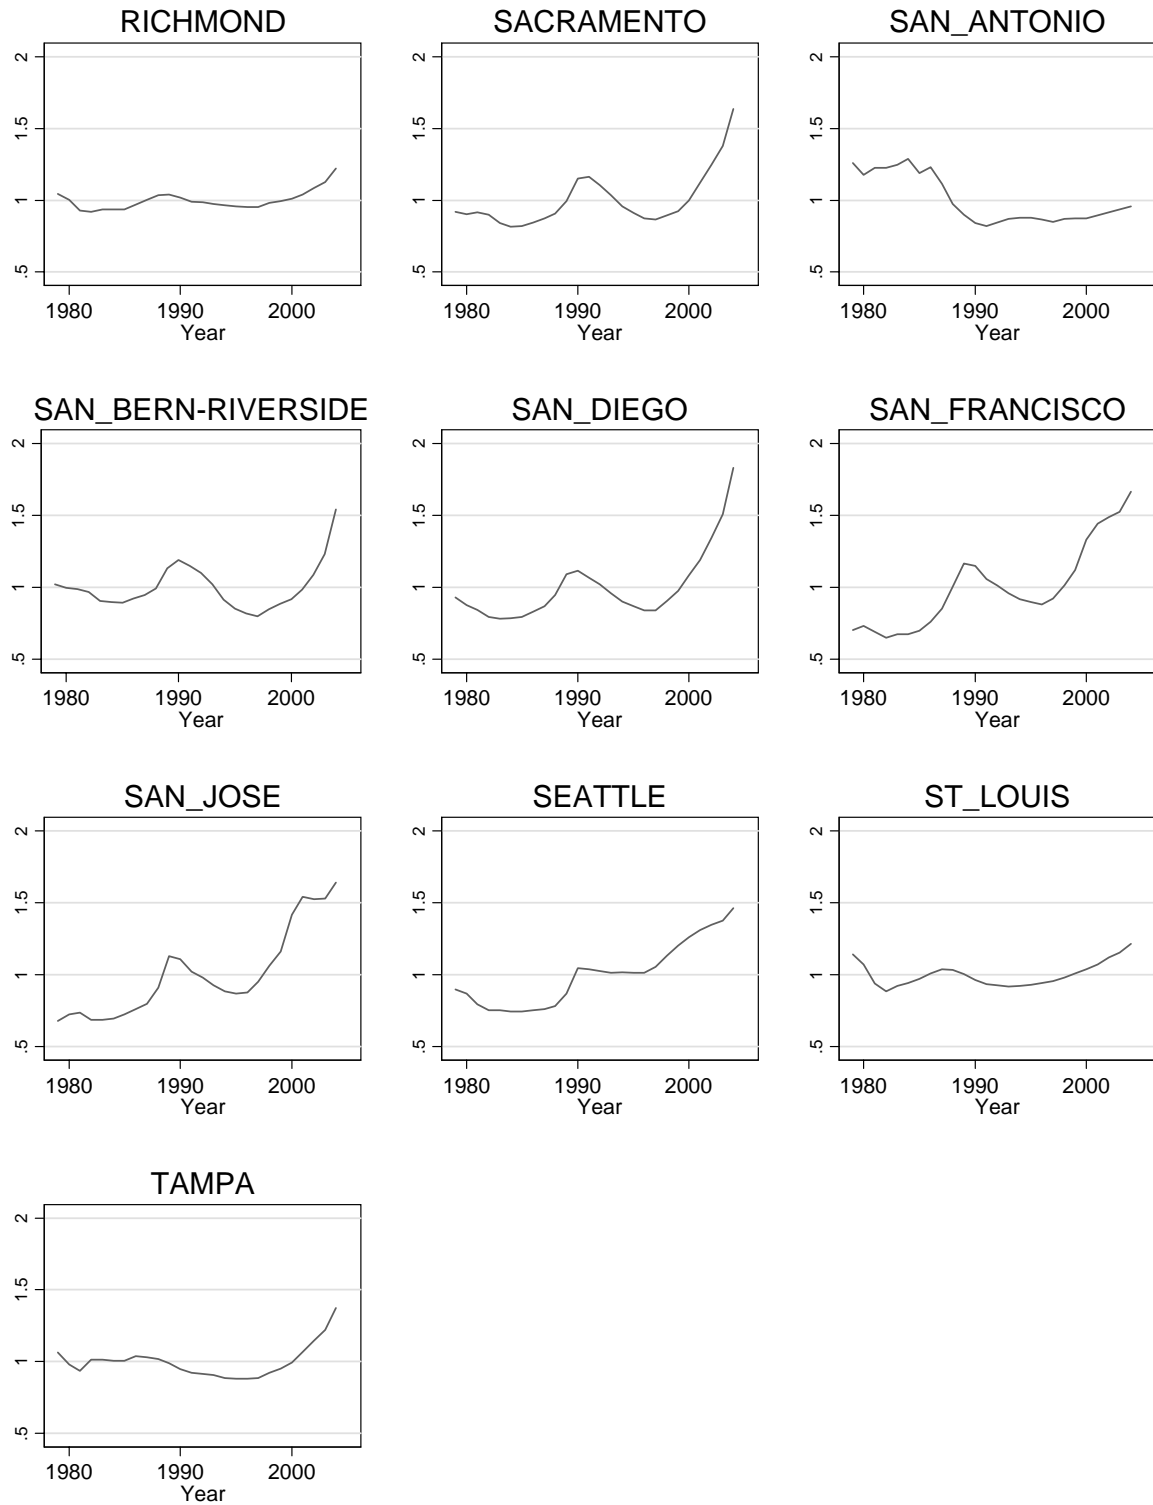 RICHMOND
2
1.5
1
.5
1980 1990 2000
Year
SACRAMENTO
2
1.5
1
.5
1980 1990 2000
Year
SAN_ANTONIO
2
1.5
1
.5
1980 1990 2000
Year
SAN_BERN-RIVERSIDE
2
1.5
1
.5
1980 1990 2000
Year
SAN_DIEGO
2
1.5
1
.5
1980 1990 2000
Year
SAN_FRANCISCO
2
1.5
1
.5
1980 1990 2000
Year
SAN_JOSE
2
1.5
1
.5
1980 1990 2000
Year
SEATTLE
2
1.5
1
.5
1980 1990 2000
Year
ST_LOUIS
2
1.5
1
.5
1980 1990 2000
Year
TAMPA
2
1.5
1
.5
1980 1990 2000
Year